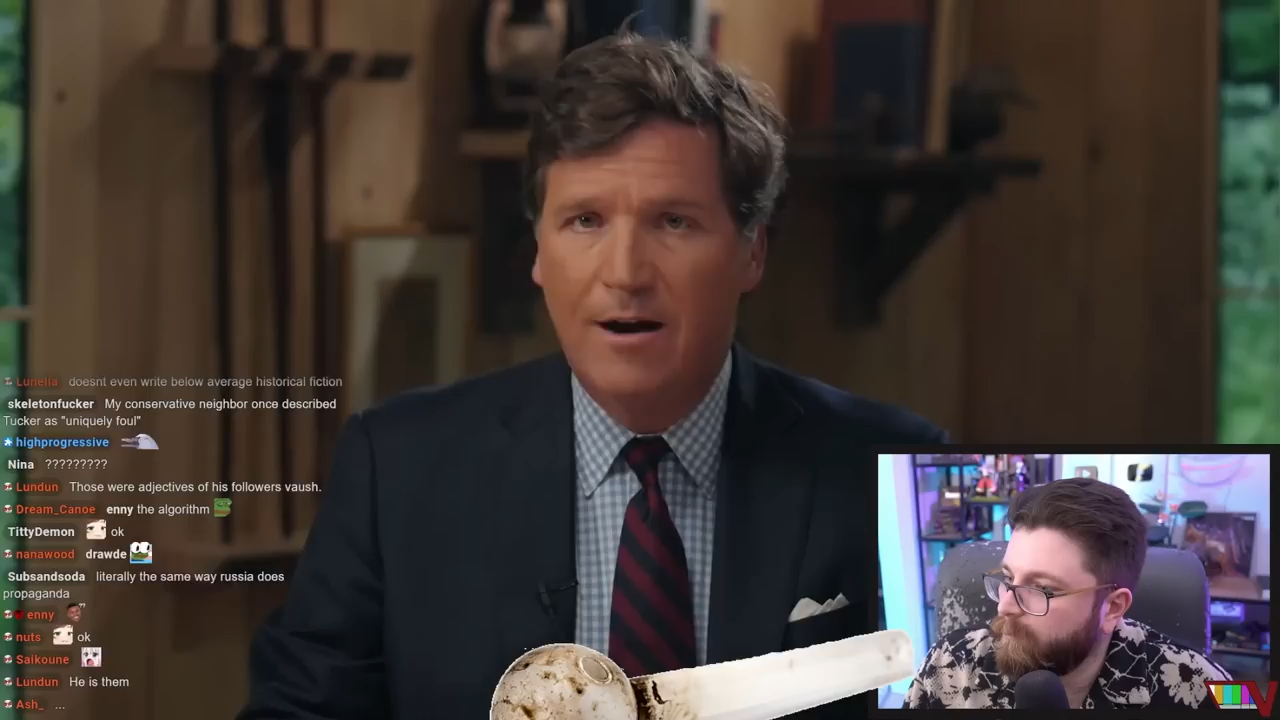 Lunella doesnt even write below average historical fiction
skeletonfucker My conservative neighbor once described
Tucker as "uniquely foul"
highprogressive
Nina ?????????
Lundun Those were adjectives of his followers vaush.
Dream_Canoe enny the algorithm
TittyDemon ok
nanawood drawde
Subsandsoda literally the same way russia does
propaganda
enny
nuts ok
Saikoune
Lundun He is them
Ash_ ...
V